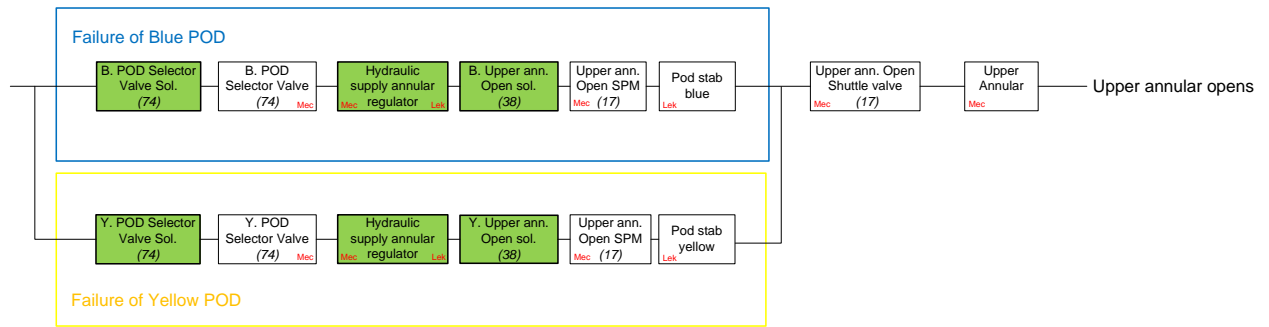 Failure of Blue POD
B. POD Selector
Valve Sol.
(74)
B. POD
Selector Valve
(74)
Mec
Hydraulic
supply annular
regulator
Mec
Lek
B. Upper ann.
Open sol.
(38)
Upper ann.
Open SPM
Mec (17)
Pod stab
blue
Lek
Upper ann. Open
Shuttle valve
(17)
Mec
Upper
Annular
Mec
Upper annular opens
Y. POD Selector
Valve Sol.
(74)
Y. POD
Selector Valve
(74)
Mec
Hydraulic
supply annular
regulator
Mec
Lek
Y. Upper ann.
Open sol.
(38)
Upper ann.
Open SPM
Mec (17)
Pod stab
yellow
Lek
Failure of Yellow POD